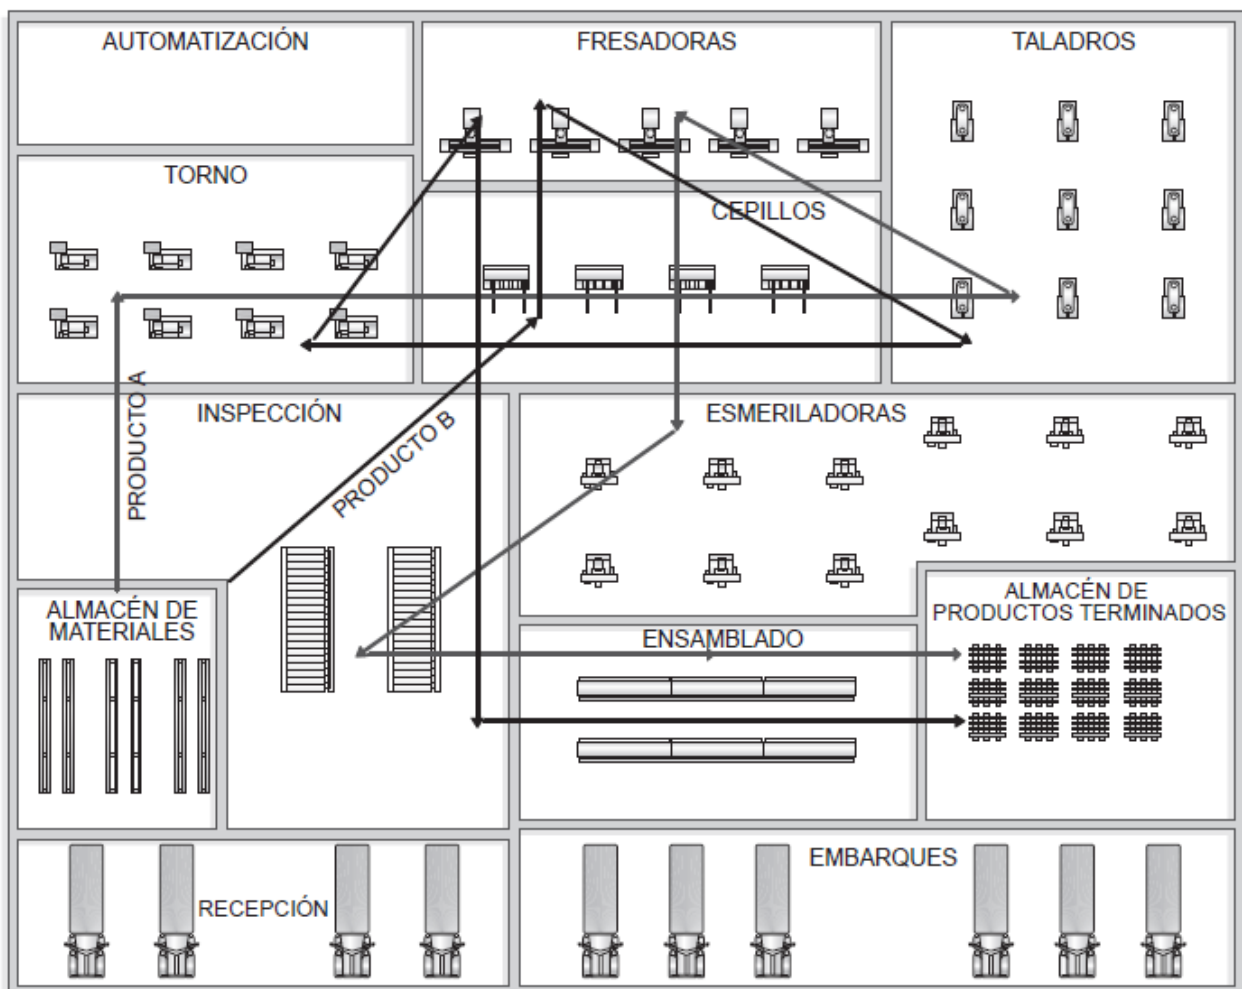 AUTOMATIZACIÓN
FRESADORAS
TALADROS
TORNO
CEPILLOS
PRODUCTO A
INSPECCIÓN
PRODUCTO B
ESMERILADORAS
ALMACÉN DE
MATERIALES
ALMACÉN DE
PRODUCTOS TERMINADOS
ENSAMBLADO
RECEPCIÓN
EMBARQUES